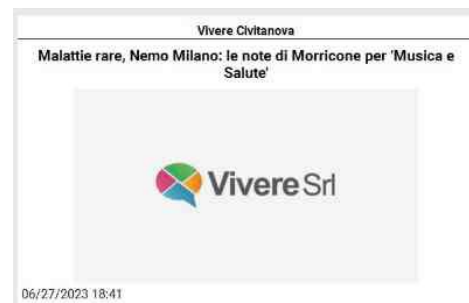 Vivere Civitanova
Malattie rare, Nemo Milano: le note di Morricone per 'Musica e
Salute'
Vivere Srl
06/27/2023 18:41